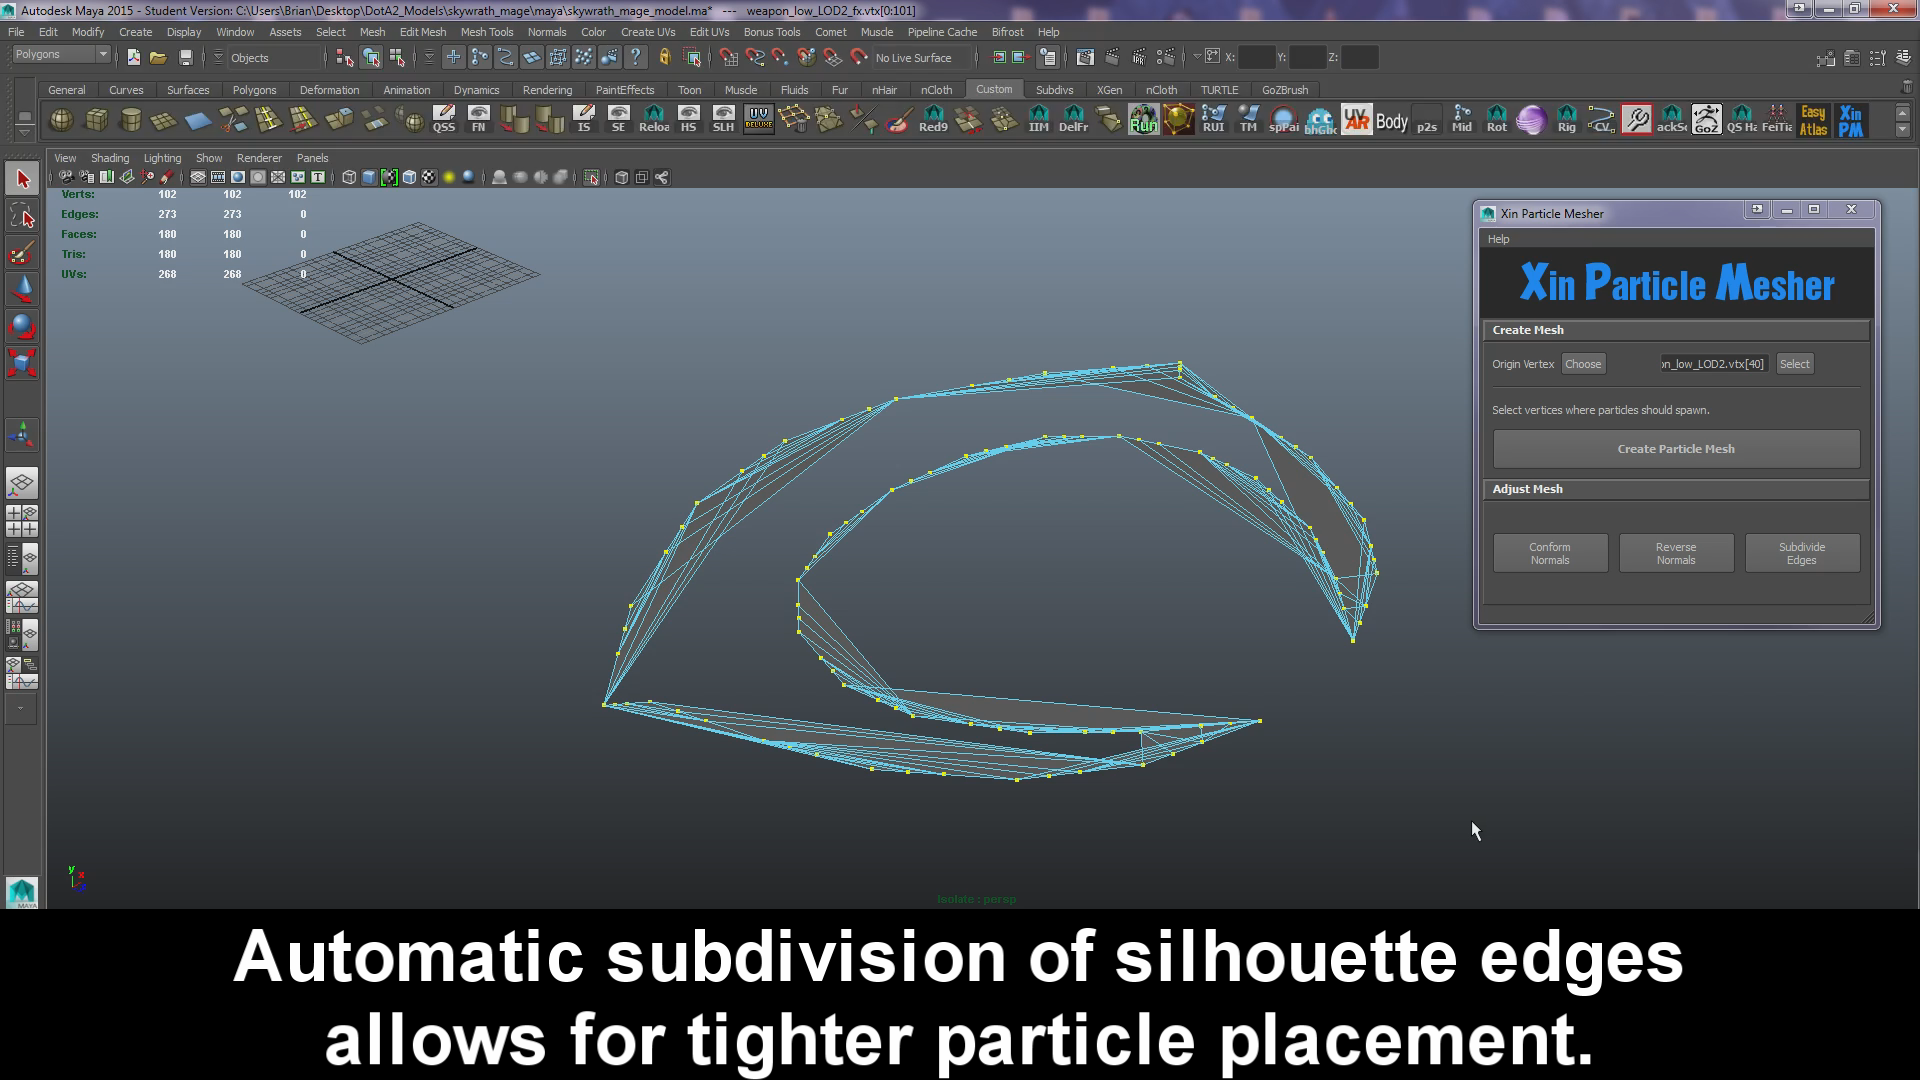 Autodesk Maya 2015 - Student Version: C:\Users\Brian\Desktop\DotA2_Models\skywrath_mage\maya\skywrath_mage_model.ma* --- weapon_low_LOD2_fx.vtx[0:101]
File Edit Modify Create Display Window Assets Select Mesh Edit Mesh Mesh Tools Normals Color Create UVs Edit UVs Bonus Tools Comet Muscle Pipeline Cache Bifrost Help
Polygons Objects No Live Surface X: Y: Z:
General Curves Surfaces Polygons Deformation Animation Dynamics Rendering PaintEffects Toon Muscle Fluids Fur nHair nCloth Custom Subdivs XGen nCloth TURTLE GoZBrush
QSS FN IS SE Reloa HS SLH UV DELUXE Red9 IIM DelFr Run RUI TM spPai bhGhc UV AR Body p2s Mid Rot Rig CV ackSc GoZ QS Ha FeiTia Easy Atlas Xin PM
View Shading Lighting Show Renderer Panels
Verts: 102 102 102
Edges: 273 273 0
Faces: 180 180 0
Tris: 180 180 0
UVs: 268 268 0
Xin Particle Mesher
Help
Xin Particle Mesher
Create Mesh
Origin Vertex Choose on_low_LOD2.vtx[40] Select
Select vertices where particles should spawn.
Create Particle Mesh
Adjust Mesh
Conform Normals
Reverse Normals
Subdivide Edges
y x z
MAYA
Isolate : persp
Automatic subdivision of silhouette edges
allows for tighter particle placement.